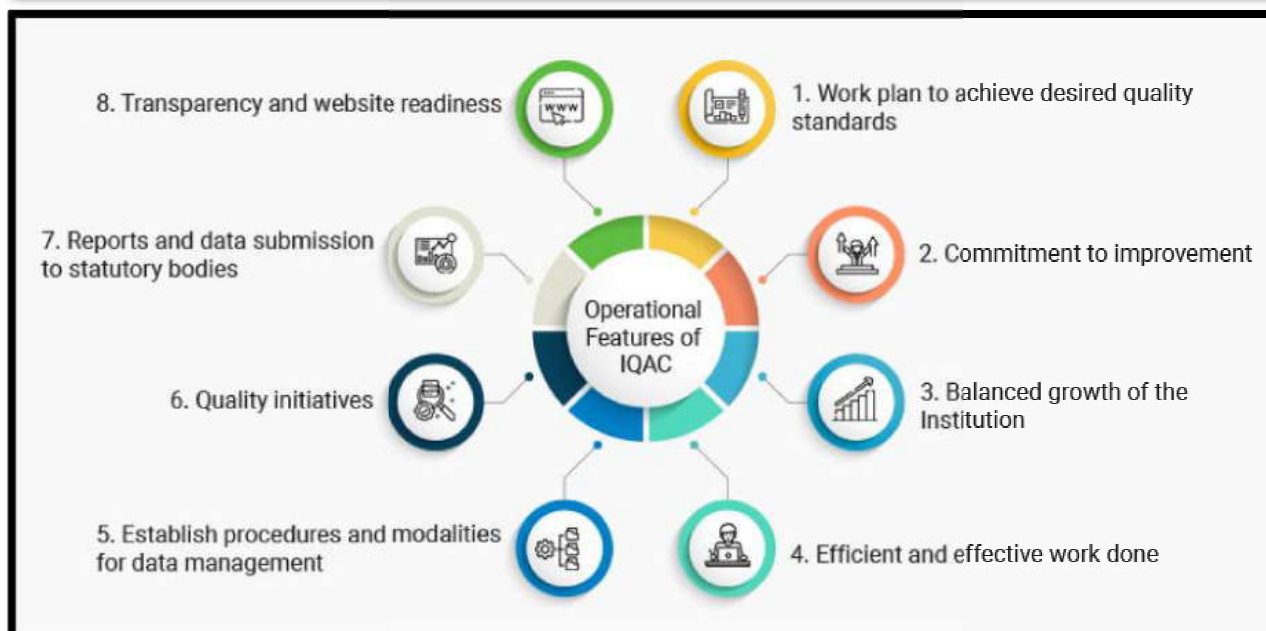 1. Work plan to achieve desired quality
standards
2. Commitment to improvement
3. Balanced growth of the
Institution
4. Efficient and effective work done
5. Establish procedures and modalities
for data management
6. Quality initiatives
7. Reports and data submission
to statutory bodies
8. Transparency and website readiness
www
Operational
Features of
IQAC